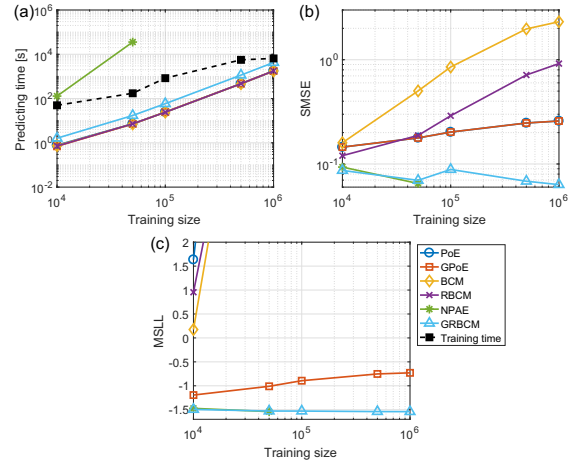 (a)
Predicting time [s]
10^6
10^4
10^2
10^0
10^-2
10^4
10^5
10^6
Training size
(b)
SMSE
10^0
10^-1
10^4
10^5
10^6
Training size
(c)
MSLL
2
1.5
1
0.5
0
-0.5
-1
-1.5
10^4
10^5
10^6
Training size
PoE
GPoE
BCM
RBCM
NPAE
GRBCM
Training time